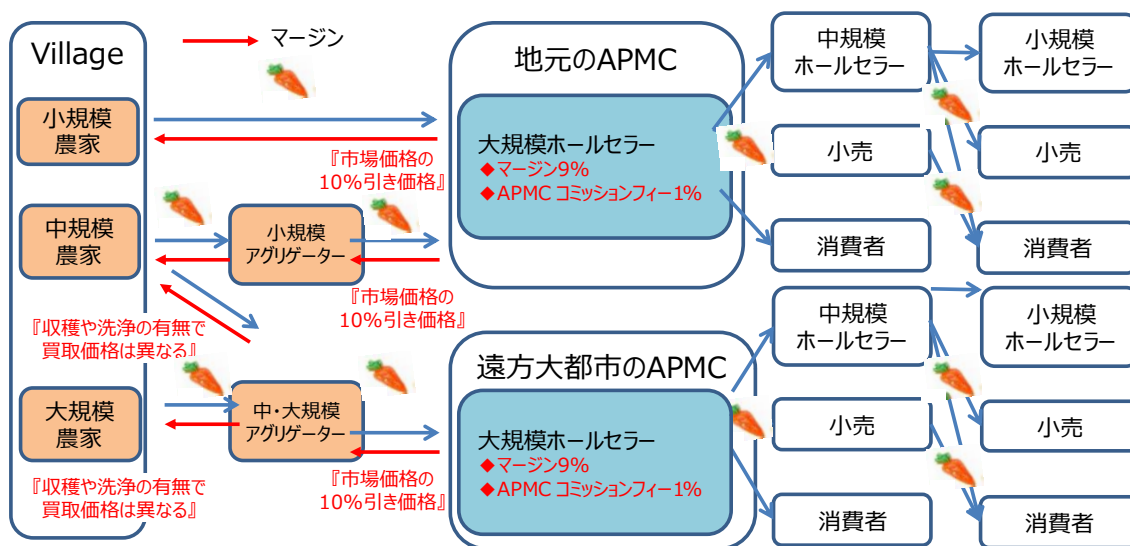 Village
マージン
小規模
農家
中規模
農家
大規模
農家
『収穫や洗浄の有無で
買取価格は異なる』
『収穫や洗浄の有無で
買取価格は異なる』
小規模
アグリゲーター
中・大規模
アグリゲーター
『市場価格の
10%引き価格』
『市場価格の
10%引き価格』
『市場価格の
10%引き価格』
地元のAPMC
大規模ホールセラー
◆マージン9%
◆APMC コミッションフィー1%
遠方大都市のAPMC
大規模ホールセラー
◆マージン9%
◆APMC コミッションフィー1%
中規模
ホールセラー
小売
消費者
小規模
ホールセラー
小売
消費者
中規模
ホールセラー
小売
消費者
小規模
ホールセラー
小売
消費者